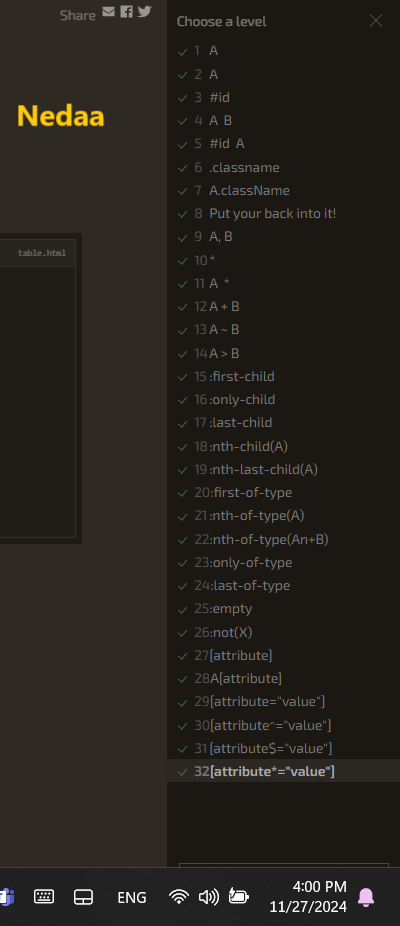 Share
Choose a level
Nedaa
table.html
1 A
2 A
3 #id
4 A B
5 #id A
6 .classname
7 A.className
8 Put your back into it!
9 A, B
10 *
11 A *
12 A + B
13 A ~ B
14 A > B
15 :first-child
16 :only-child
17 :last-child
18 :nth-child(A)
19 :nth-last-child(A)
20 :first-of-type
21 :nth-of-type(A)
22 :nth-of-type(An+B)
23 :only-of-type
24 :last-of-type
25 :empty
26 :not(X)
27 [attribute]
28 A[attribute]
29 [attribute="value"]
30 [attribute^="value"]
31 [attribute$="value"]
32 [attribute*="value"]
ENG
4:00 PM
11/27/2024